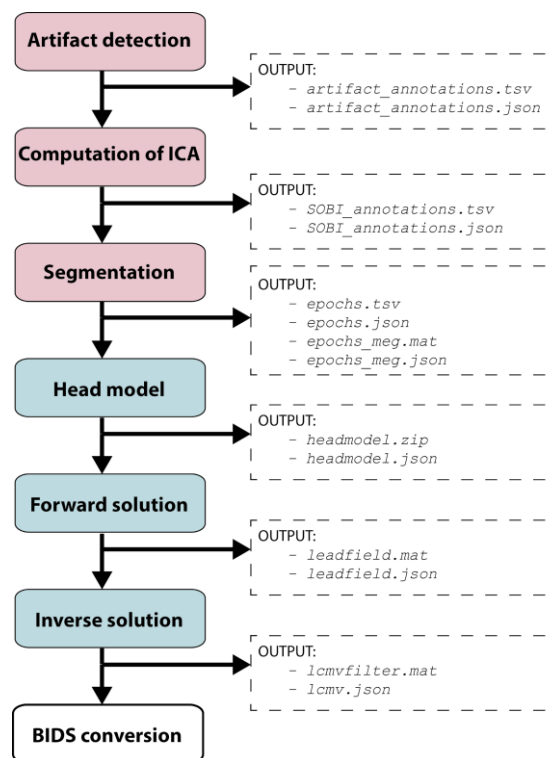 Artifact detection
OUTPUT:
- artifact_annotations.tsv
- artifact_annotations.json
Computation of ICA
OUTPUT:
- SOBI_annotations.tsv
- SOBI_annotations.json
Segmentation
OUTPUT:
- epochs.tsv
- epochs.json
- epochs_meg.mat
- epochs_meg.json
Head model
OUTPUT:
- headmodel.zip
- headmodel.json
Forward solution
OUTPUT:
- leadfield.mat
- leadfield.json
Inverse solution
OUTPUT:
- lcmvfilter.mat
- lcmv.json
BIDS conversion